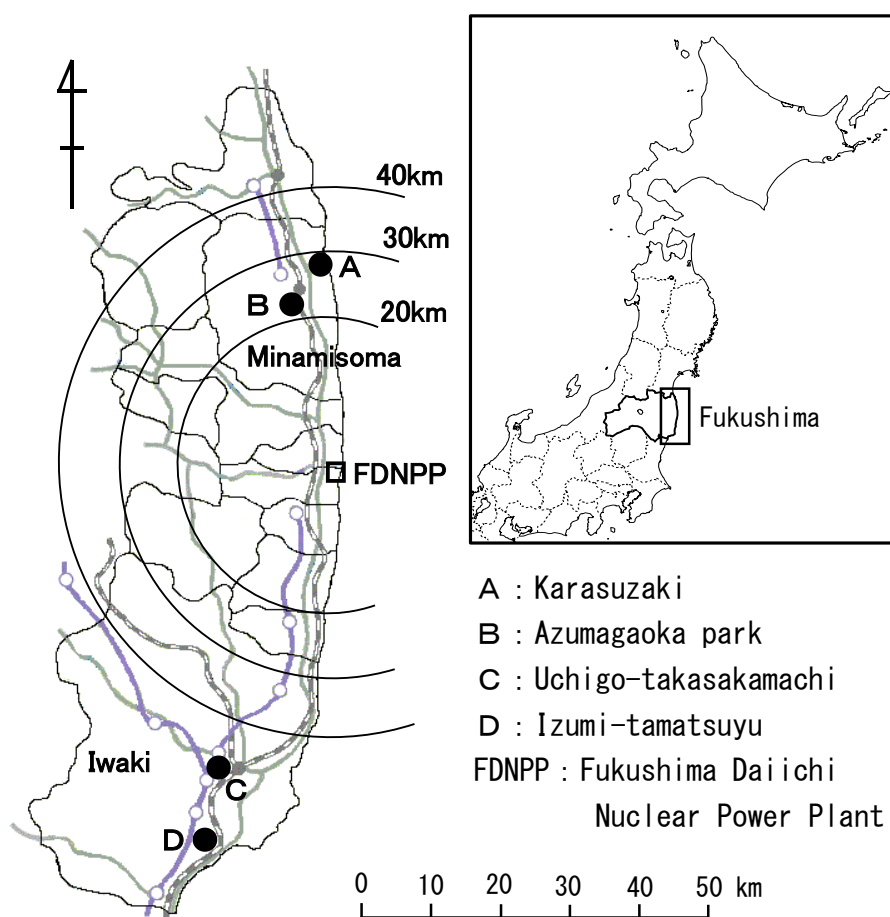 40km
30km
A
B
20km
Minamisoma
FDNPP
Iwaki
C
D
Fukushima
A : Karasuzaki
B : Azumagaoka park
C : Uchigo-takasakamachi
D : Izumi-tamatsuyu
FDNPP : Fukushima Daiichi
Nuclear Power Plant
0 10 20 30 40 50 km